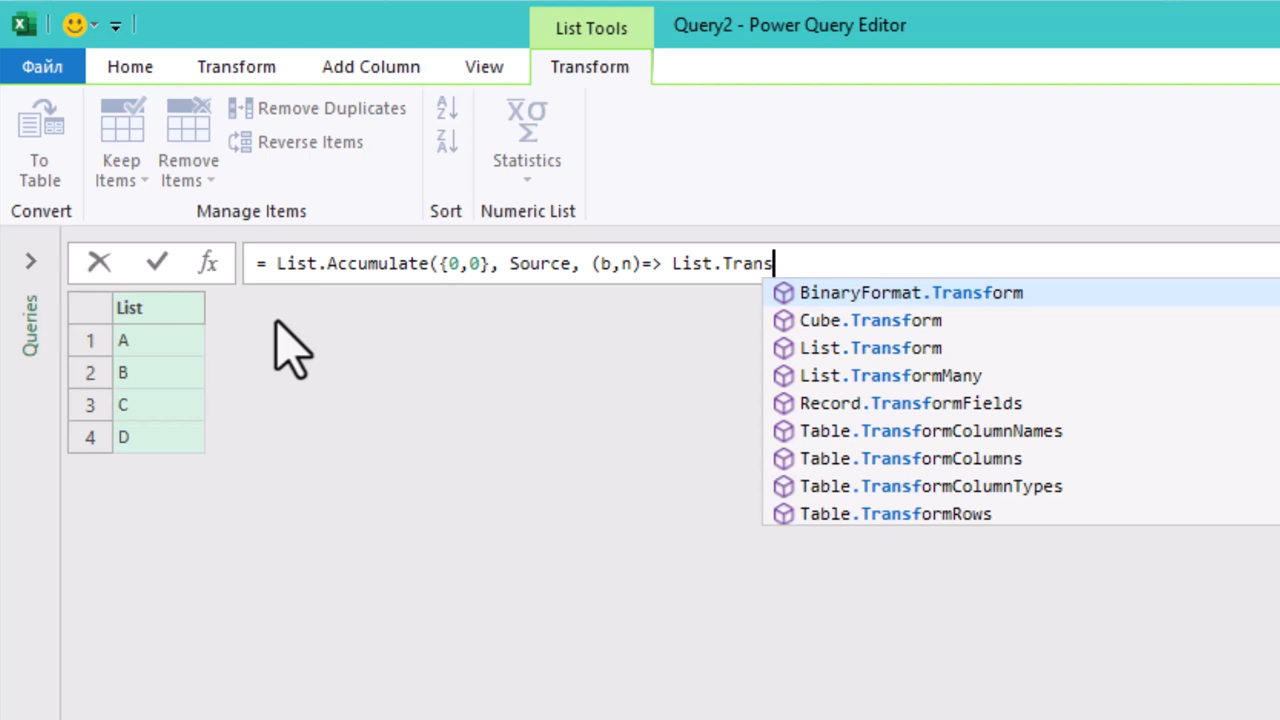 List Tools
Query2 - Power Query Editor
Файл
Home
Transform
Add Column
View
Transform
To
Table
Keep
Items
Remove
Items
Remove Duplicates
Reverse Items
A
Z
Z
A
Statistics
Convert
Manage Items
Sort
Numeric List
fx
= List.Accumulate({0,0}, Source, (b,n)=> List.Trans
Queries
List
1 A
2 B
3 C
4 D
BinaryFormat.Transform
Cube.Transform
List.Transform
List.TransformMany
Record.TransformFields
Table.TransformColumnNames
Table.TransformColumns
Table.TransformColumnTypes
Table.TransformRows